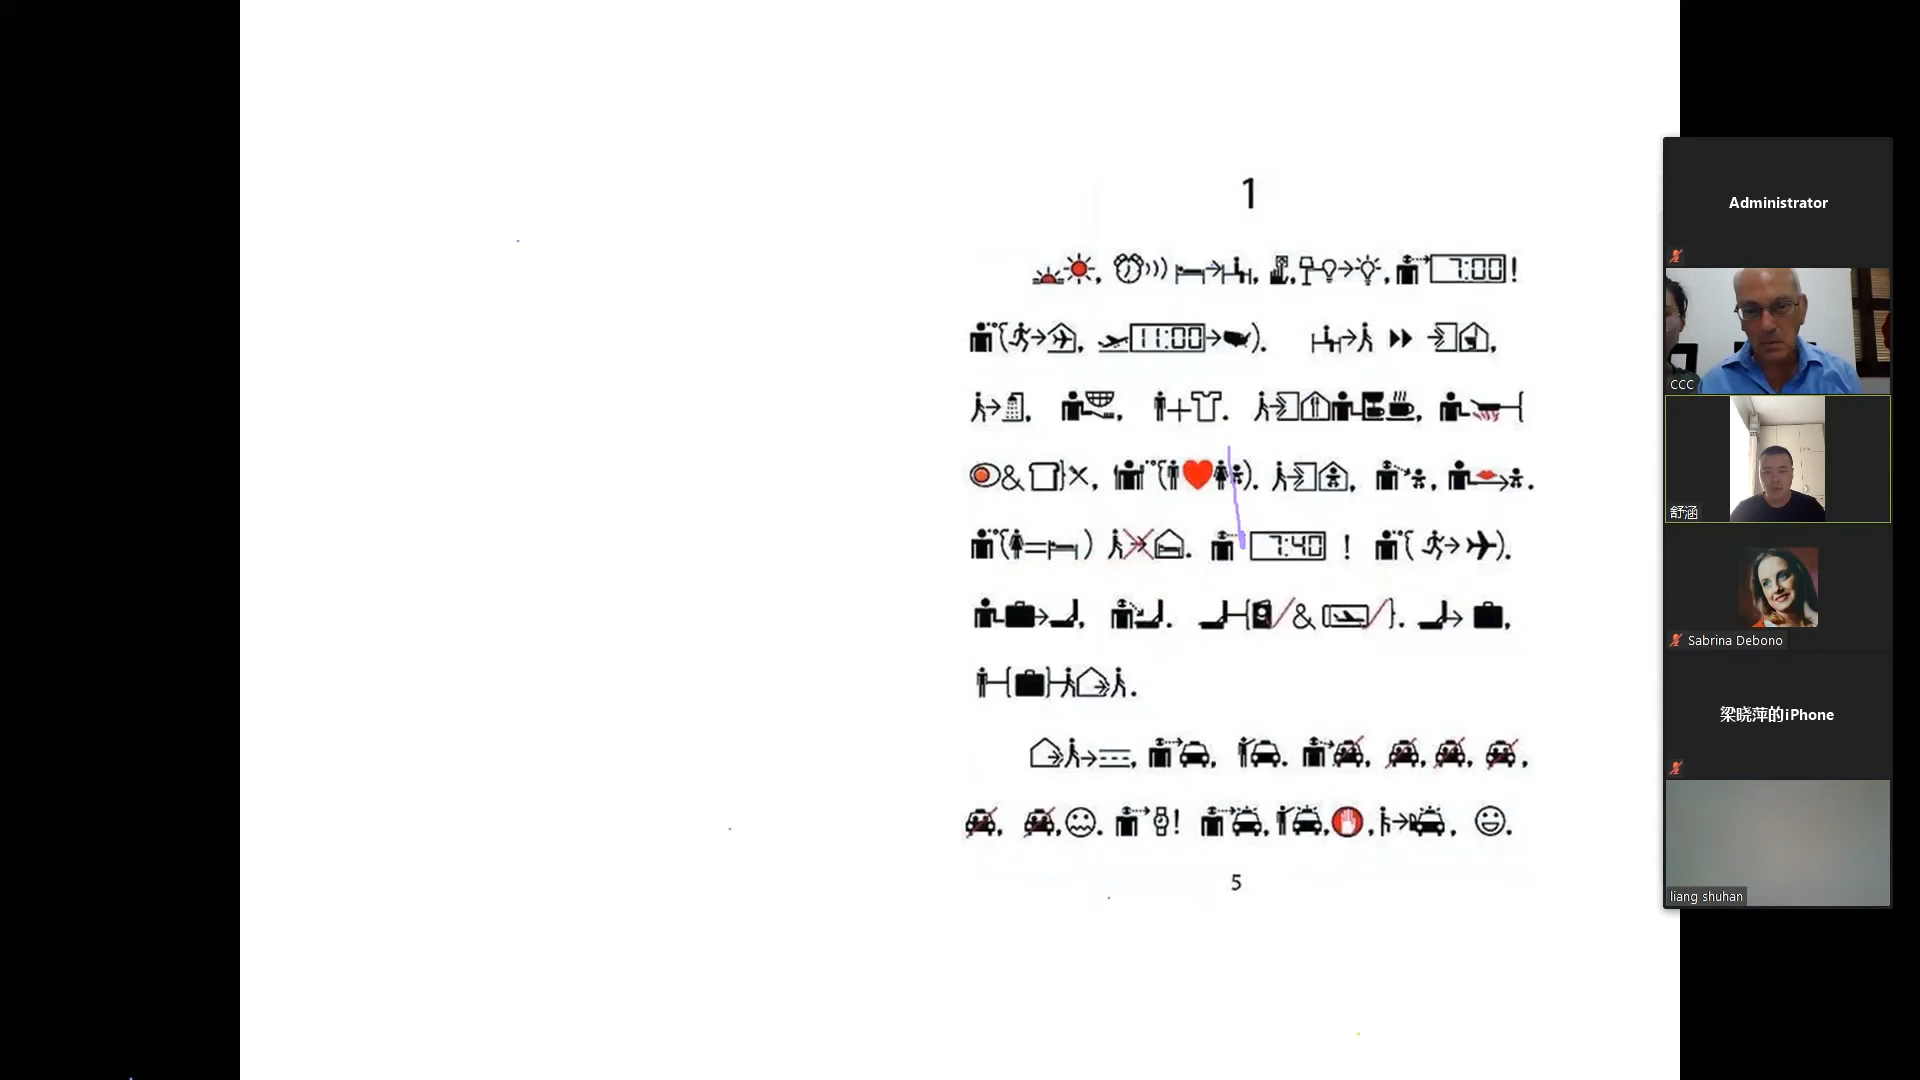 1
7:00 !
11:00
&
7:40 !
&
!
5
Administrator
CCC
舒涵
Sabrina Debono
梁晓萍的iPhone
liang shuhan